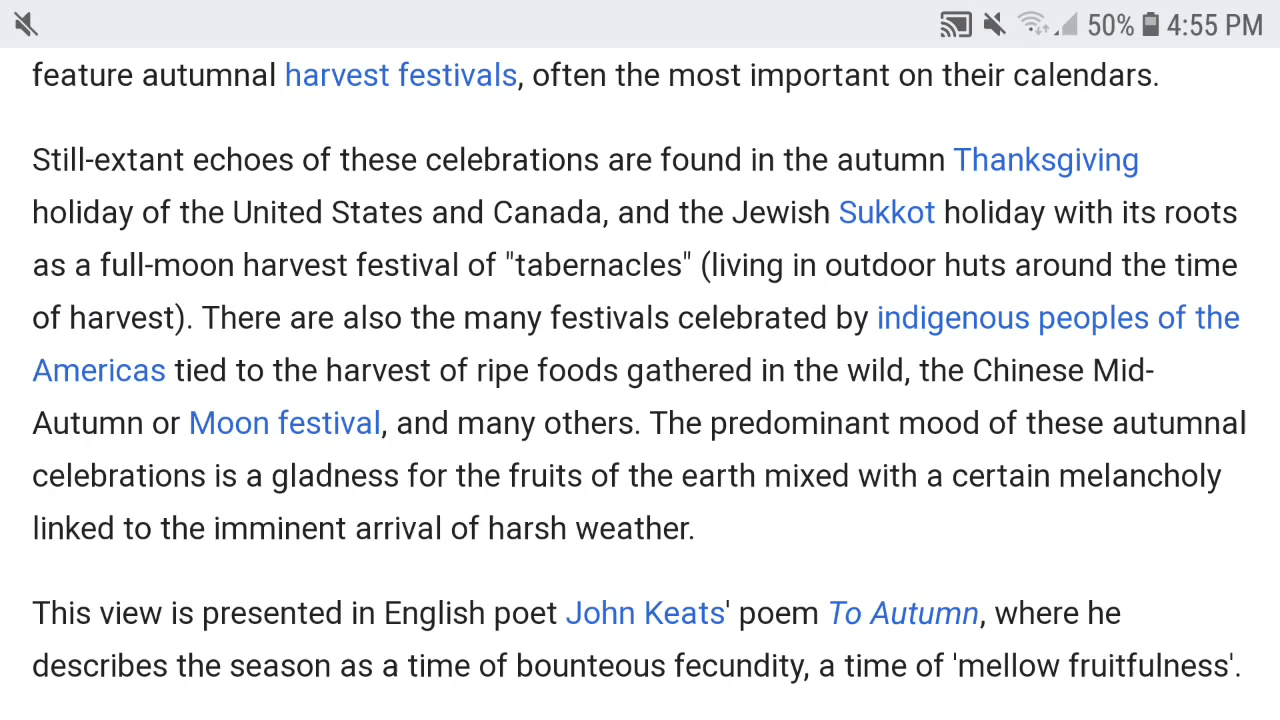 50% 4:55 PM
feature autumnal harvest festivals, often the most important on their calendars.
Still-extant echoes of these celebrations are found in the autumn Thanksgiving
holiday of the United States and Canada, and the Jewish Sukkot holiday with its roots
as a full-moon harvest festival of "tabernacles" (living in outdoor huts around the time
of harvest). There are also the many festivals celebrated by indigenous peoples of the
Americas tied to the harvest of ripe foods gathered in the wild, the Chinese Mid-
Autumn or Moon festival, and many others. The predominant mood of these autumnal
celebrations is a gladness for the fruits of the earth mixed with a certain melancholy
linked to the imminent arrival of harsh weather.
This view is presented in English poet John Keats' poem To Autumn, where he
describes the season as a time of bounteous fecundity, a time of 'mellow fruitfulness'.